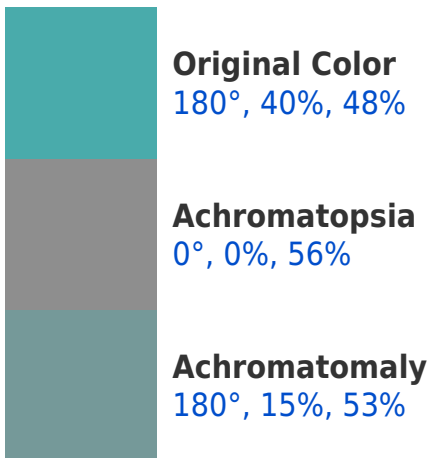 Original Color
180°, 40%, 48%
Achromatopsia
0°, 0%, 56%
Achromatomaly
180°, 15%, 53%